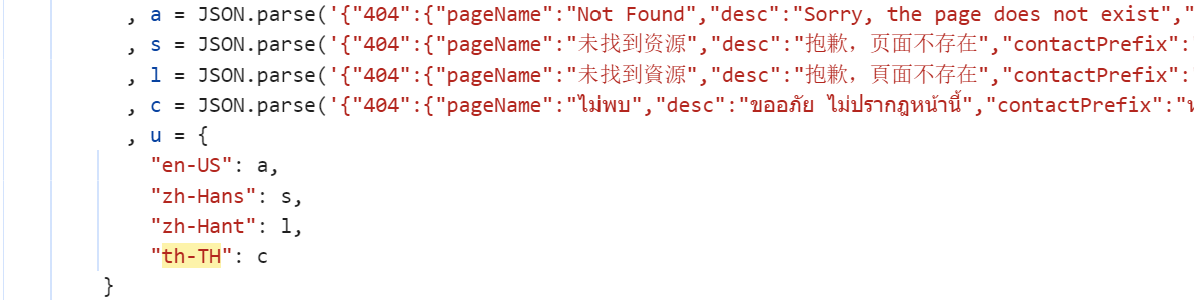 , a = JSON.parse('{"404":{"pageName":"Not Found","desc":"Sorry, the page does not exist","
, s = JSON.parse('{"404":{"pageName":"未找到资源","desc":"抱歉，页面不存在","contactPrefix":
, l = JSON.parse('{"404":{"pageName":"未找到資源","desc":"抱歉，頁面不存在","contactPrefix":
, c = JSON.parse('{"404":{"pageName":"ไม่พบ","desc":"ขออภัย ไม่ปรากฏหน้านี้","contactPrefix":"
, u = {
"en-US": a,
"zh-Hans": s,
"zh-Hant": l,
"th-TH": c
}